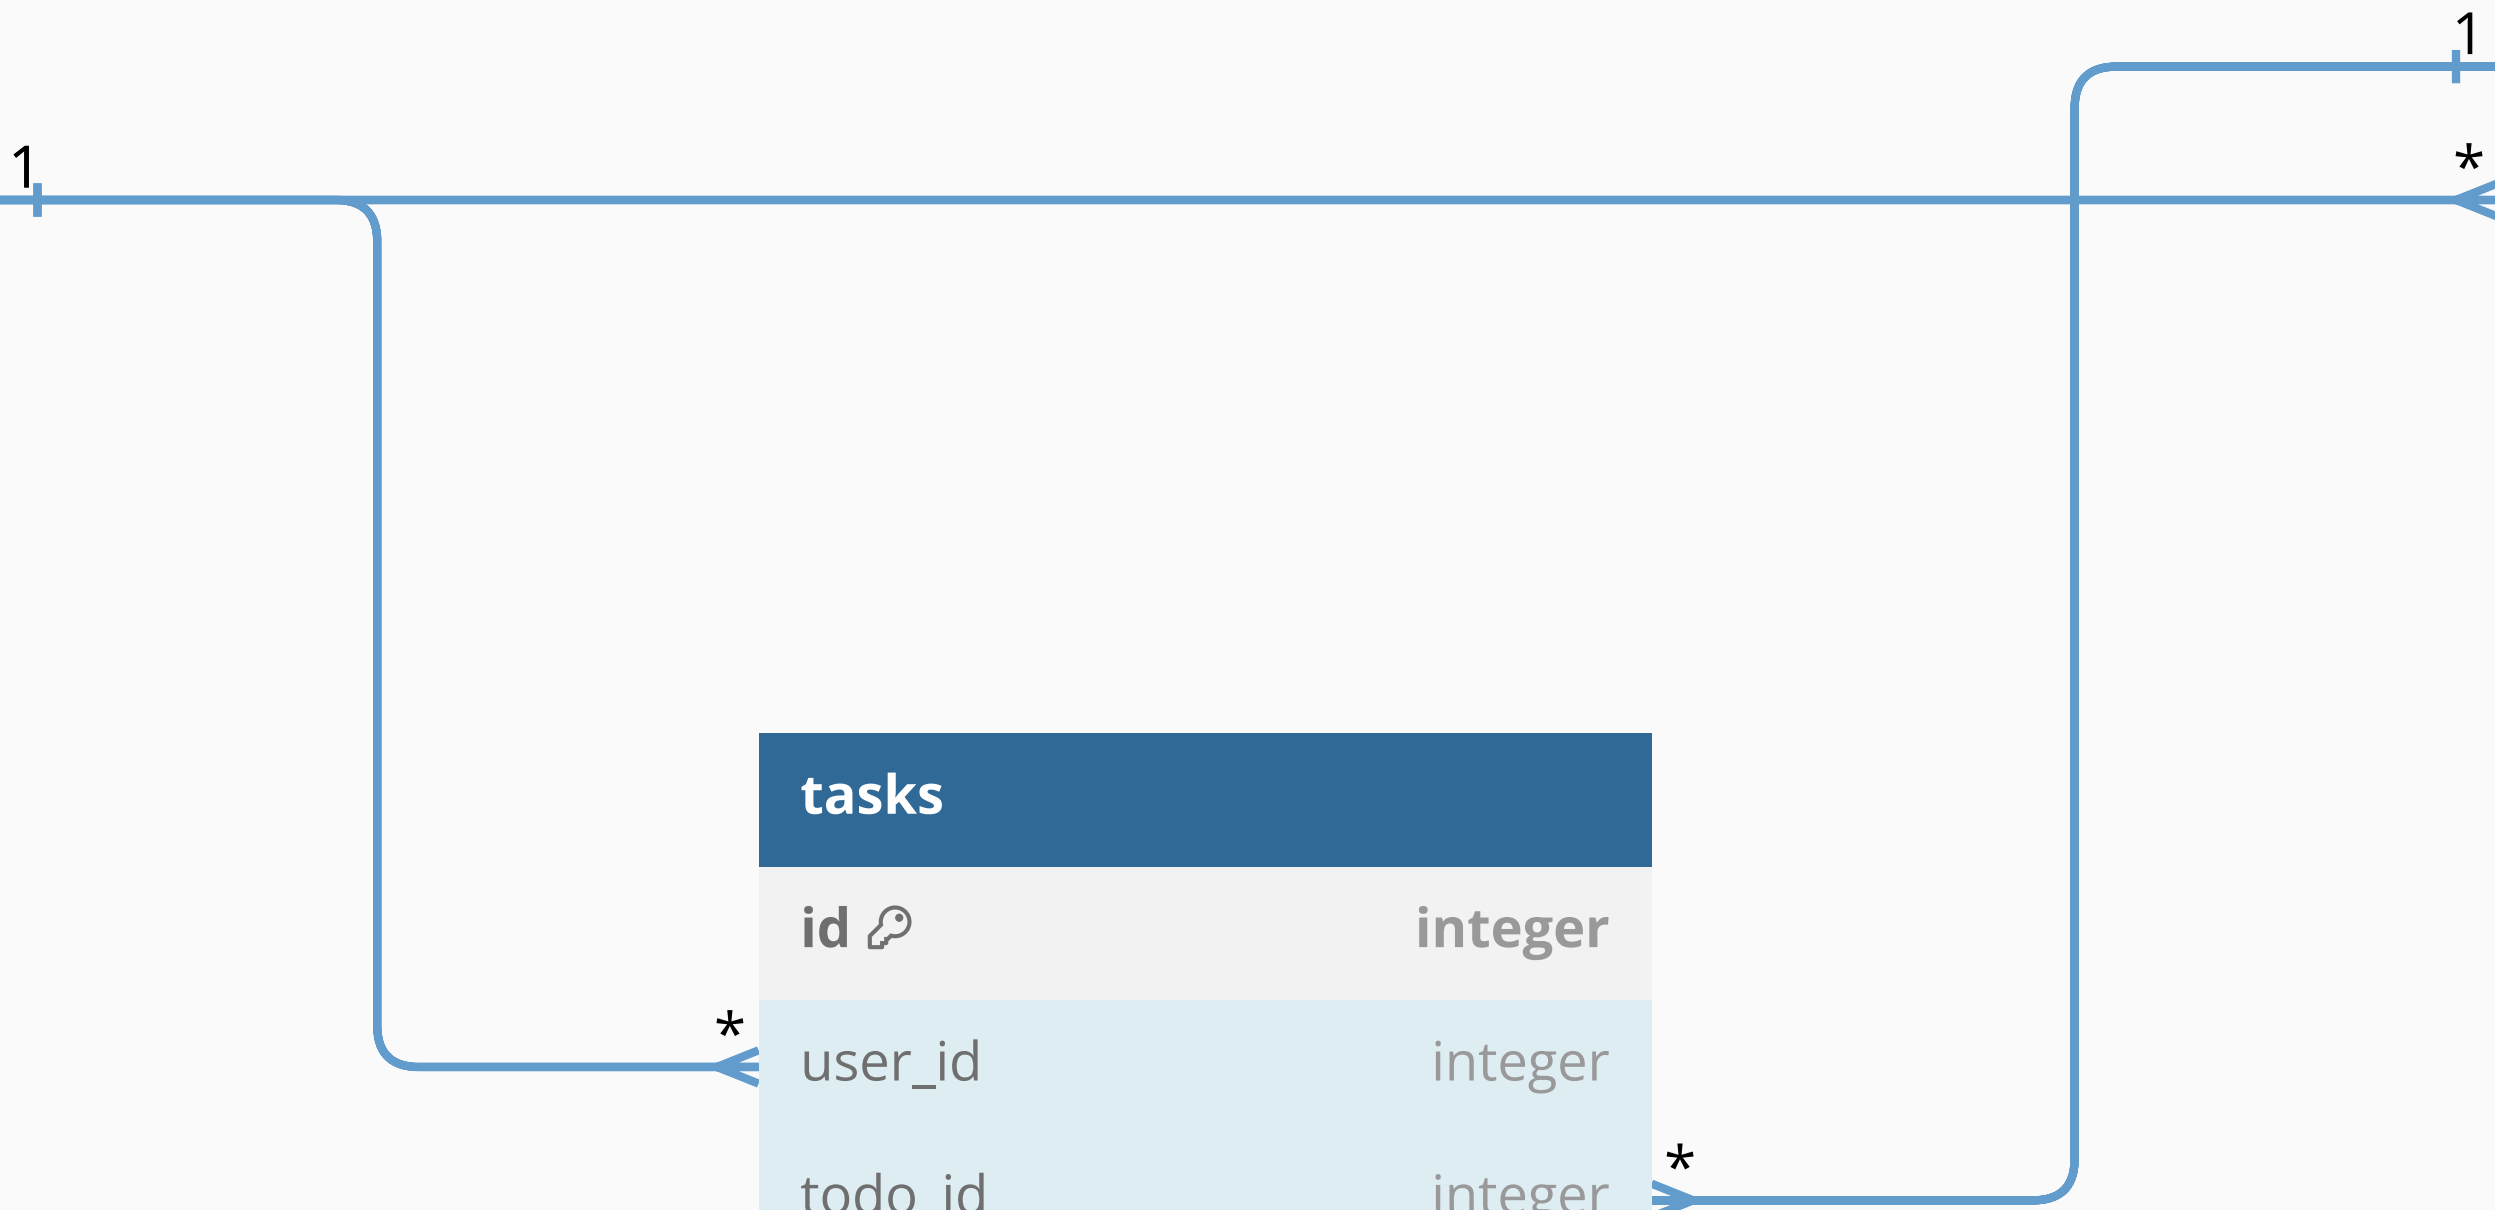 1
1
*
tasks
id integer
*
user_id integer
*
todo_id integer